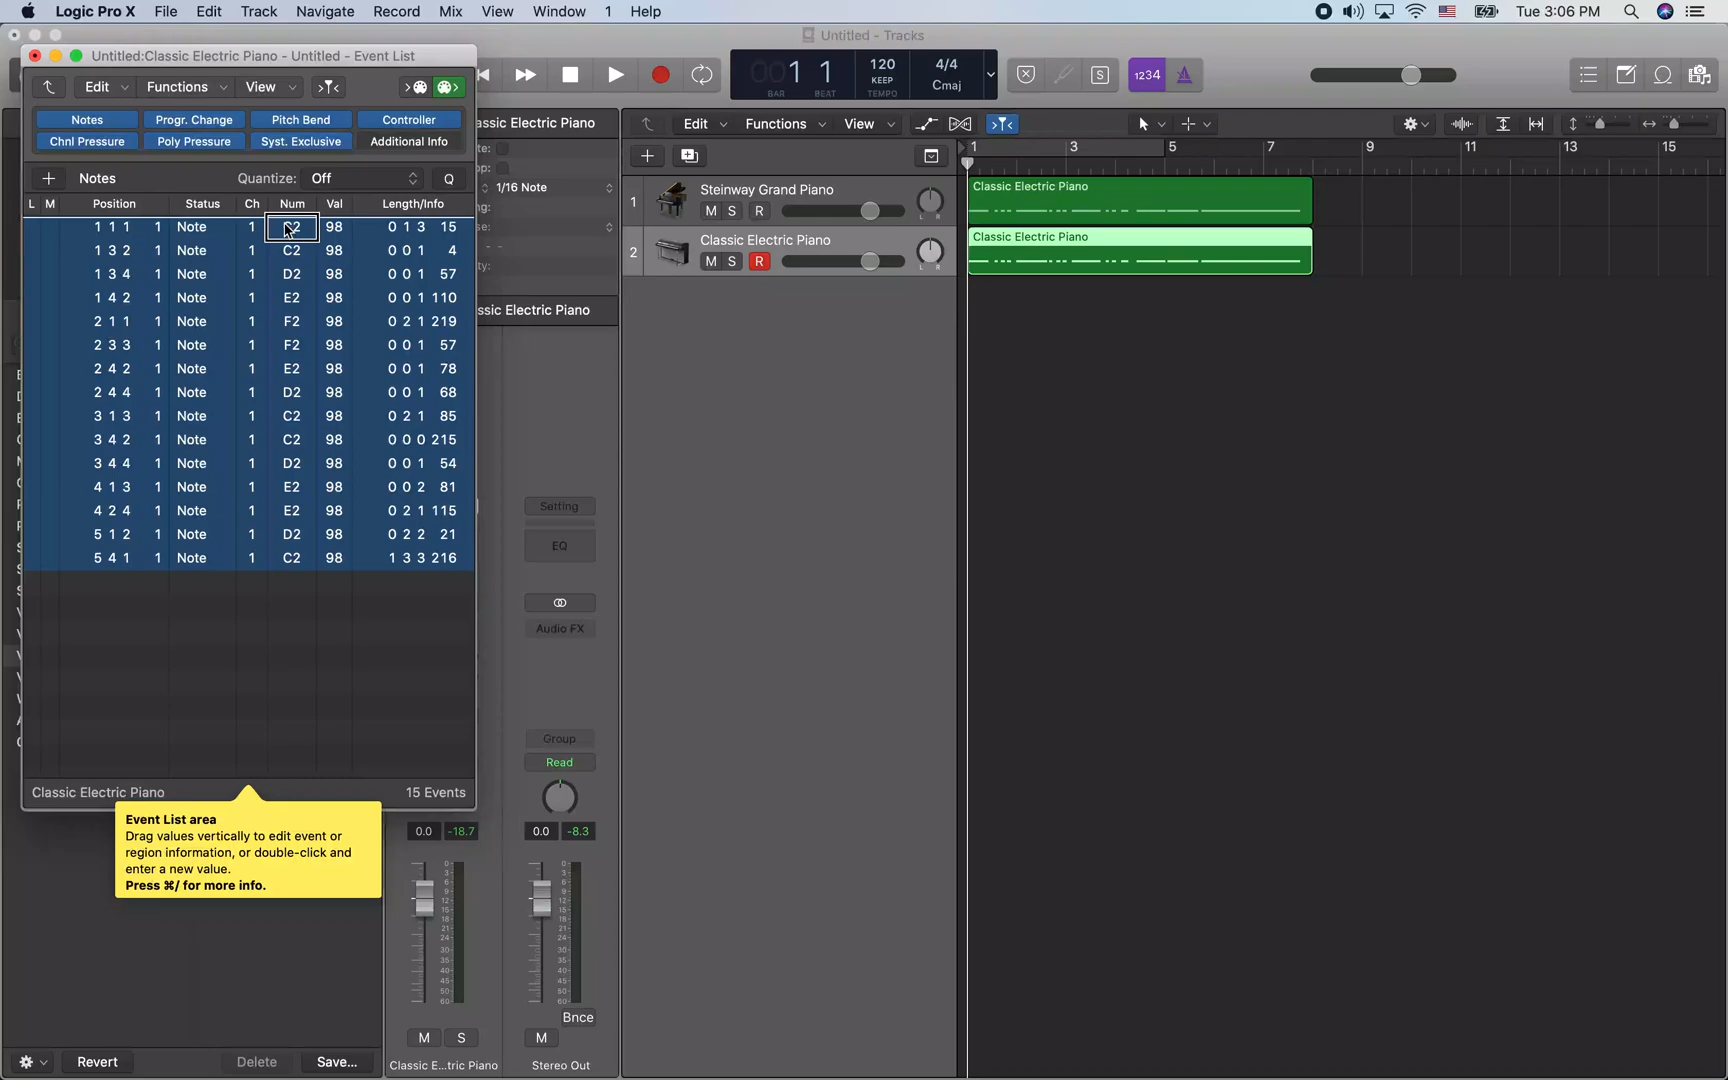 Logic Pro X File Edit Track Navigate Record Mix View Window 1 Help Tue 3:06 PM
Untitled - Tracks
Untitled:Classic Electric Piano - Untitled - Event List
1 1 120 KEEP 4/4 Cmaj 1234 S
BAR BEAT TEMPO
Edit Functions View
Notes Progr. Change Pitch Bend Controller
Chnl Pressure Poly Pressure Syst. Exclusive Additional Info
Notes Quantize: Off Q
L M Position Status Ch Num Val Length/Info
1 1 1 1 Note 1 98 0 1 3 15
1 3 2 1 Note 1 C2 98 0 0 1 4
1 3 4 1 Note 1 D2 98 0 0 1 57
1 4 2 1 Note 1 E2 98 0 0 1 110
2 1 1 1 Note 1 F2 98 0 2 1 219
2 3 3 1 Note 1 F2 98 0 0 1 57
2 4 2 1 Note 1 E2 98 0 0 1 78
2 4 4 1 Note 1 D2 98 0 0 1 68
3 1 3 1 Note 1 C2 98 0 2 1 85
3 4 2 1 Note 1 C2 98 0 0 0 215
3 4 4 1 Note 1 D2 98 0 0 1 54
4 1 3 1 Note 1 E2 98 0 0 2 81
4 2 4 1 Note 1 E2 98 0 2 1 115
5 1 2 1 Note 1 D2 98 0 2 2 21
5 4 1 1 Note 1 C2 98 1 3 3 216
Classic Electric Piano 15 Events
Event List area
Drag values vertically to edit event or
region information, or double-click and
enter a new value.
Press ⌘/ for more info.
Revert Delete Save...
assic Electric Piano
1/16 Note
ssic Electric Piano
Setting
EQ
Audio FX
Group
Read
0.0 -18.7 0.0 -8.3
Bnce
M S M
Classic E...tric Piano Stereo Out
Edit Functions View
1 3 5 7 9 11 13 15
1 Steinway Grand Piano
M S R L R
2 Classic Electric Piano
M S R L R
Classic Electric Piano
Classic Electric Piano